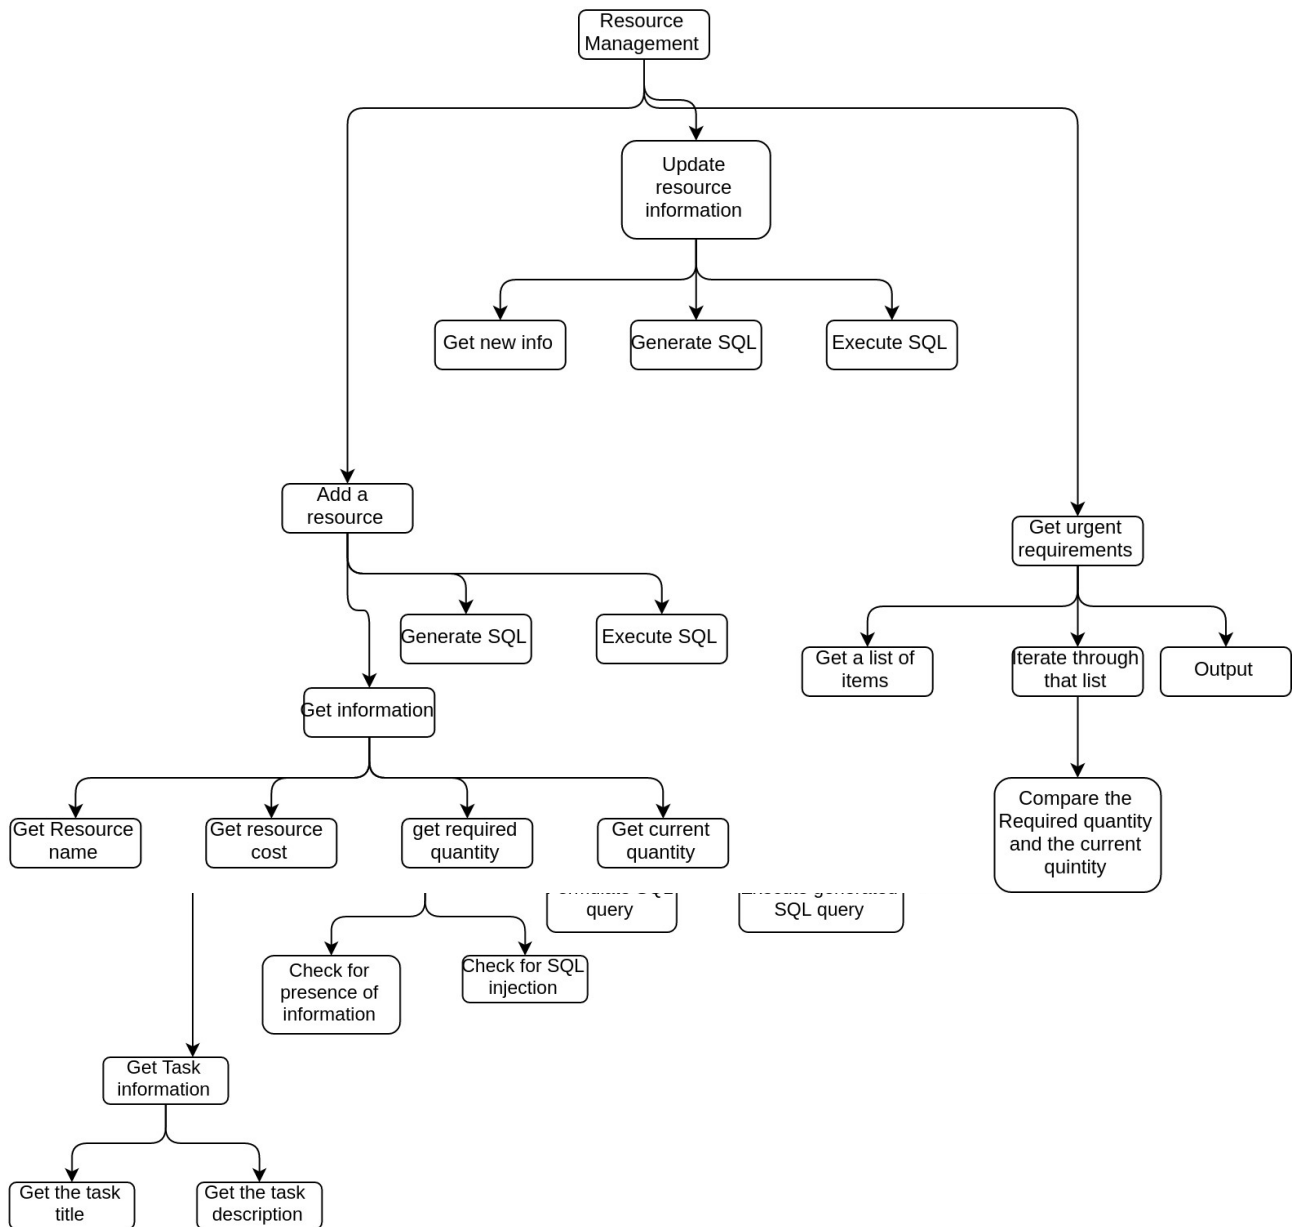 Resource
Management
Update
resource
information
Get new info
Generate SQL
Execute SQL
Add a
resource
Get urgent
requirements
Generate SQL
Execute SQL
Get a list of
items
Iterate through
that list
Output
Get information
Get Resource
name
Get resource
cost
get required
quantity
Get current
quantity
Compare the
Required quantity
and the current
quintity
SQL
query
generated
SQL query
Check for
presence of
information
Check for SQL
injection
Get Task
information
Get the task
title
Get the task
description